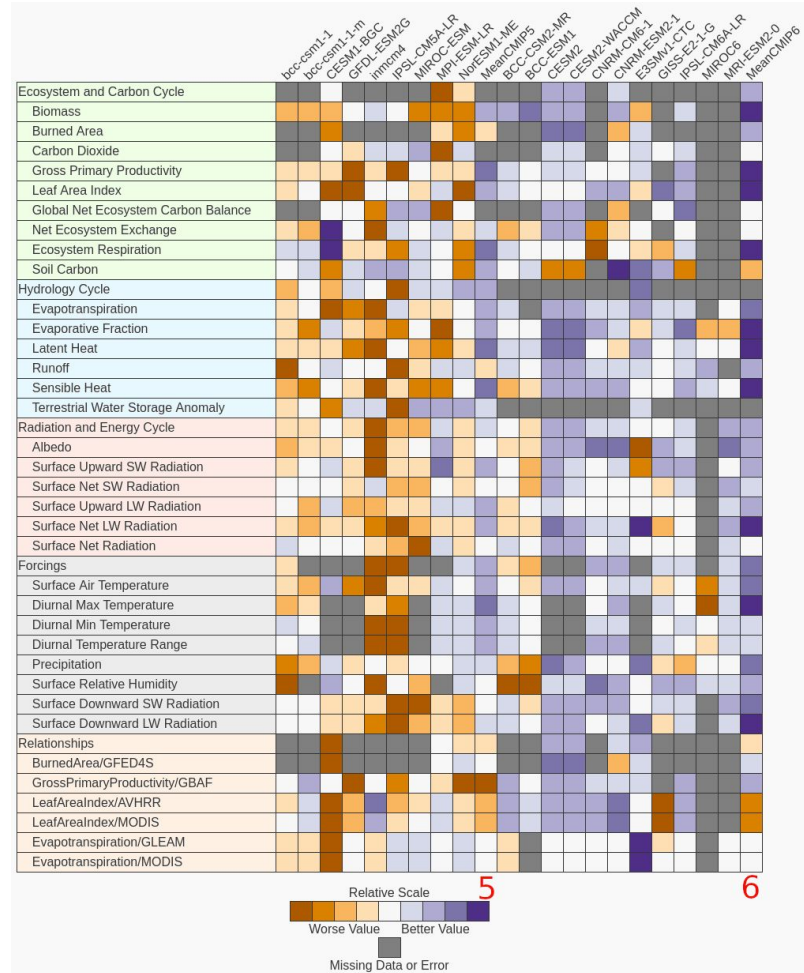 bcc-csm1-1
bcc-csm1-1-m
CESM1-BGC
GFDL-ESM2G
inmcm4
IPSL-CM5A-LR
MIROC-ESM
MPI-ESM-LR
NorESM1-ME
MeanCMIP5
BCC-CSM2-MR
BCC-ESM1
CESM2
CESM2-WACCM
CNRM-CM6-1
CNRM-ESM2-1
E3SMv1-CTC
GISS-E2-1-G
IPSL-CM6A-LR
MIROC6
MRI-ESM2-0
MeanCMIP6
Ecosystem and Carbon Cycle
Biomass
Burned Area
Carbon Dioxide
Gross Primary Productivity
Leaf Area Index
Global Net Ecosystem Carbon Balance
Net Ecosystem Exchange
Ecosystem Respiration
Soil Carbon
Hydrology Cycle
Evapotranspiration
Evaporative Fraction
Latent Heat
Runoff
Sensible Heat
Terrestrial Water Storage Anomaly
Radiation and Energy Cycle
Albedo
Surface Upward SW Radiation
Surface Net SW Radiation
Surface Upward LW Radiation
Surface Net LW Radiation
Surface Net Radiation
Forcings
Surface Air Temperature
Diurnal Max Temperature
Diurnal Min Temperature
Diurnal Temperature Range
Precipitation
Surface Relative Humidity
Surface Downward SW Radiation
Surface Downward LW Radiation
Relationships
BurnedArea/GFED4S
GrossPrimaryProductivity/GBAF
LeafAreaIndex/AVHRR
LeafAreaIndex/MODIS
Evapotranspiration/GLEAM
Evapotranspiration/MODIS
5 6
Relative Scale
Worse Value Better Value
Missing Data or Error